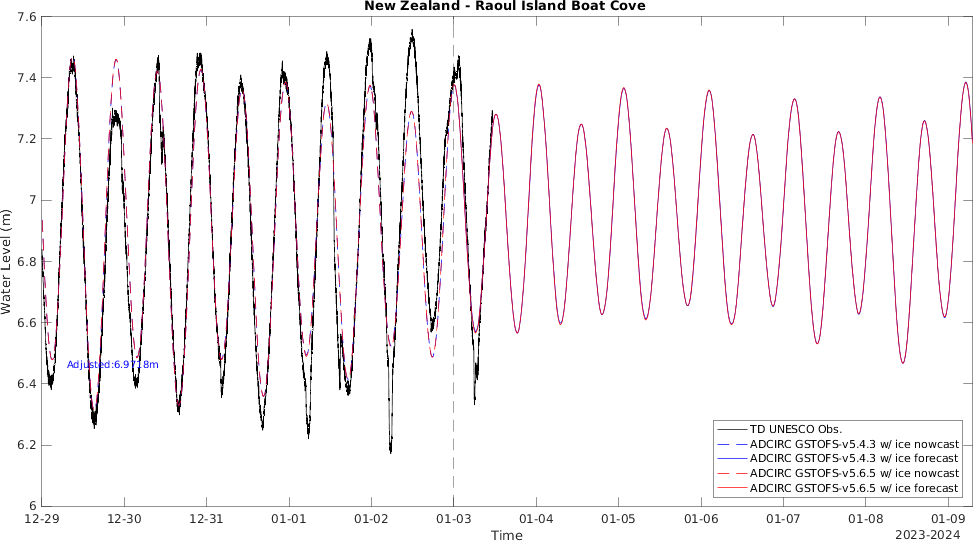 New Zealand - Raoul Island Boat Cove
7.6
7.4
7.2
7
6.8
6.6
6.4
6.2
6
Water Level (m)
Adjusted:6.9718m
TD UNESCO Obs.
ADCIRC GSTOFS-v5.4.3 w/ ice nowcast
ADCIRC GSTOFS-v5.4.3 w/ ice forecast
ADCIRC GSTOFS-v5.6.5 w/ ice nowcast
ADCIRC GSTOFS-v5.6.5 w/ ice forecast
12-29 12-30 12-31 01-01 01-02 01-03 01-04 01-05 01-06 01-07 01-08 01-09
Time
2023-2024